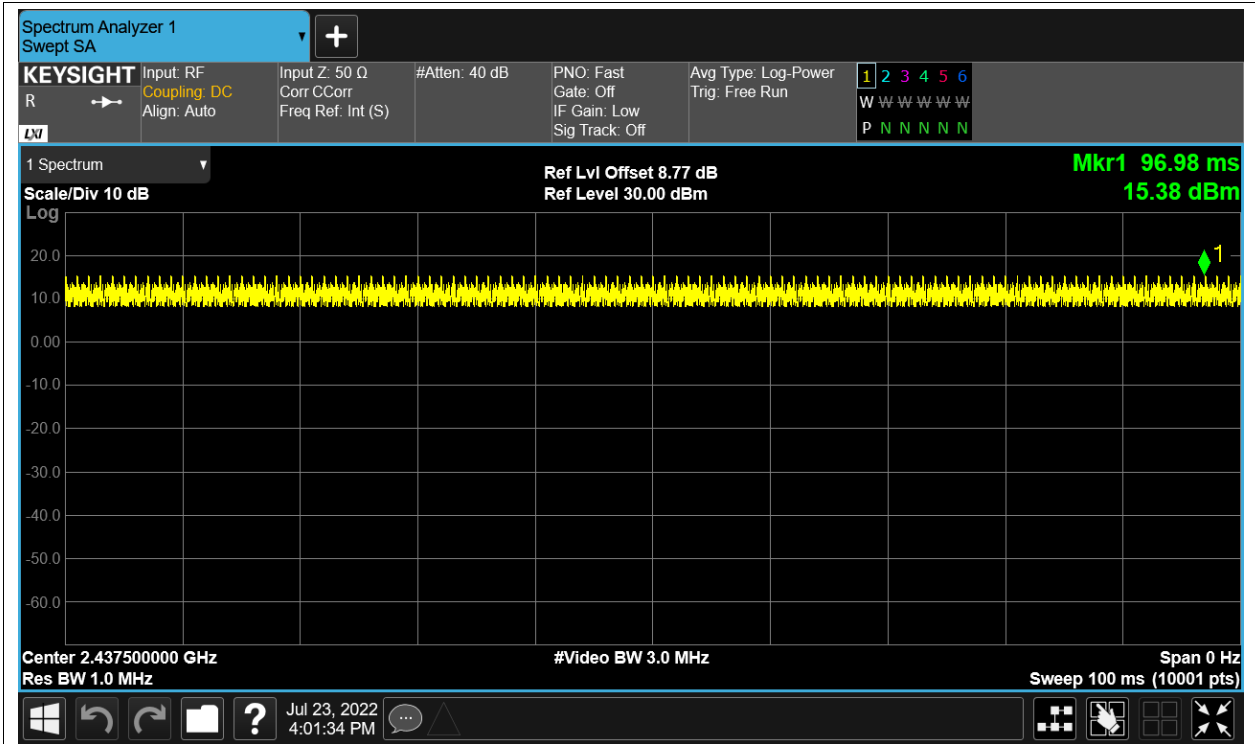 Spectrum Analyzer 1
Swept SA
KEYSIGHT
R
LXI
Input: RF
Coupling: DC
Align: Auto
Input Z: 50 Ω
Corr CCorr
Freq Ref: Int (S)
#Atten: 40 dB
PNO: Fast
Gate: Off
IF Gain: Low
Sig Track: Off
Avg Type: Log-Power
Trig: Free Run
1 2 3 4 5 6
W W W W W W
P N N N N N
1 Spectrum
Scale/Div 10 dB
Log
Ref Lvl Offset 8.77 dB
Ref Level 30.00 dBm
Mkr1 96.98 ms
15.38 dBm
1
20.0
10.0
0.00
-10.0
-20.0
-30.0
-40.0
-50.0
-60.0
Center 2.437500000 GHz
Res BW 1.0 MHz
#Video BW 3.0 MHz
Span 0 Hz
Sweep 100 ms (10001 pts)
?
Jul 23, 2022
4:01:34 PM